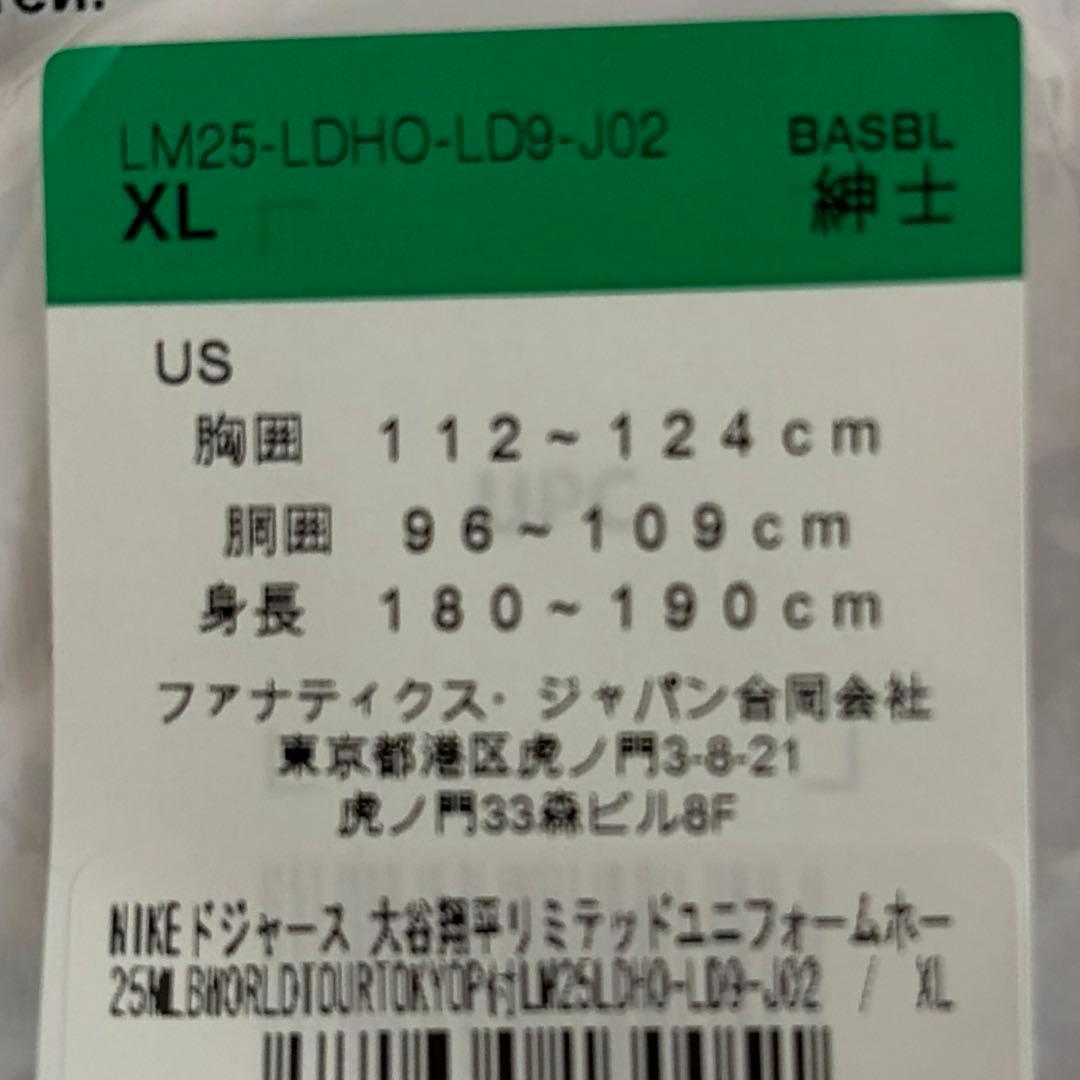 LM25-LDHO-LD9-J02 BASBL
XL 紳士
US
胸囲 112~124cm
胴囲 96~109cm
身長 180~190cm
ファナティクス・ジャパン合同会社
東京都港区虎ノ門3-8-21
虎ノ門33森ビル8F
NIKEドジャース 大谷翔平リミテッドユニフォームホー
25MLBWORLDTOURTOKYOP付LM25LDHO-LD9-J02 / XL